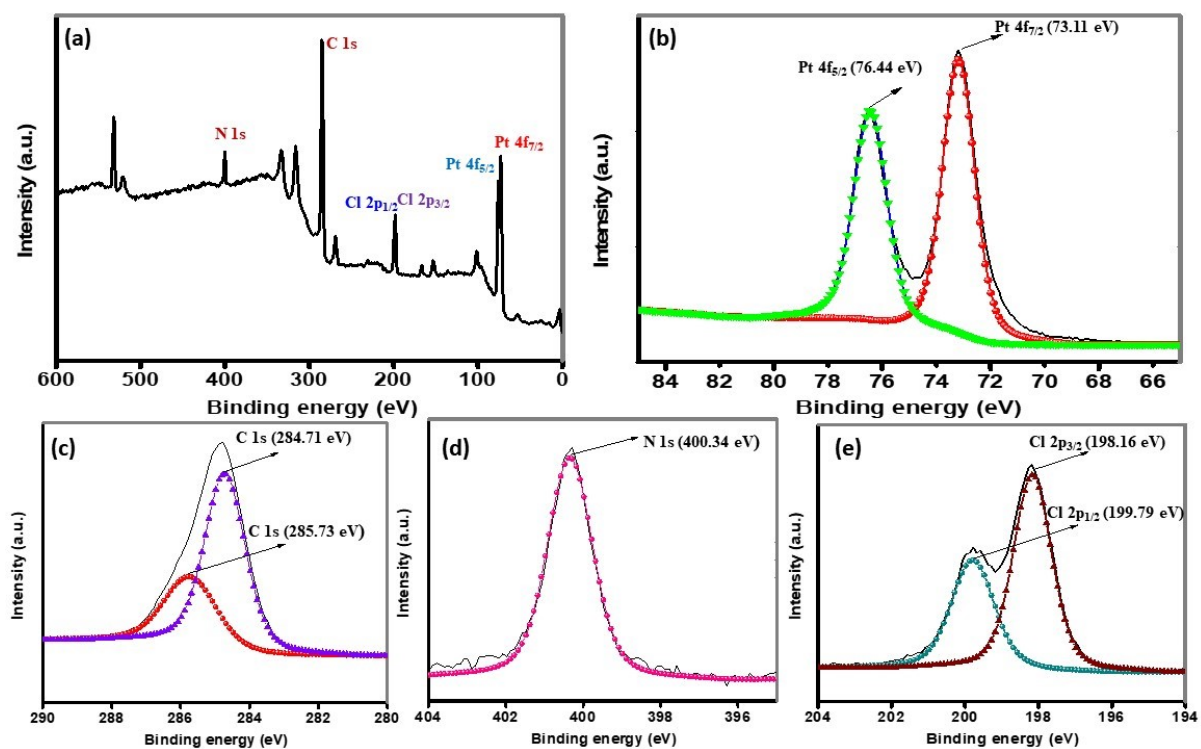 (a)
C 1s
N 1s
Pt 4f7/2
Pt 4f5/2
Cl 2p1/2 Cl 2p3/2
Intensity (a.u.)
600 500 400 300 200 100 0
Binding energy (eV)
(b)
Pt 4f7/2 (73.11 eV)
Pt 4f5/2 (76.44 eV)
Intensity (a.u.)
84 82 80 78 76 74 72 70 68 66
Binding energy (eV)
(c)
C 1s (284.71 eV)
C 1s (285.73 eV)
Intensity (a.u.)
290 288 286 284 282 280
Binding energy (eV)
(d)
N 1s (400.34 eV)
Intensity (a.u.)
404 402 400 398 396
Binding energy (eV)
(e)
Cl 2p3/2 (198.16 eV)
Cl 2p1/2 (199.79 eV)
Intensity (a.u.)
204 202 200 198 196 194
Binding energy (eV)